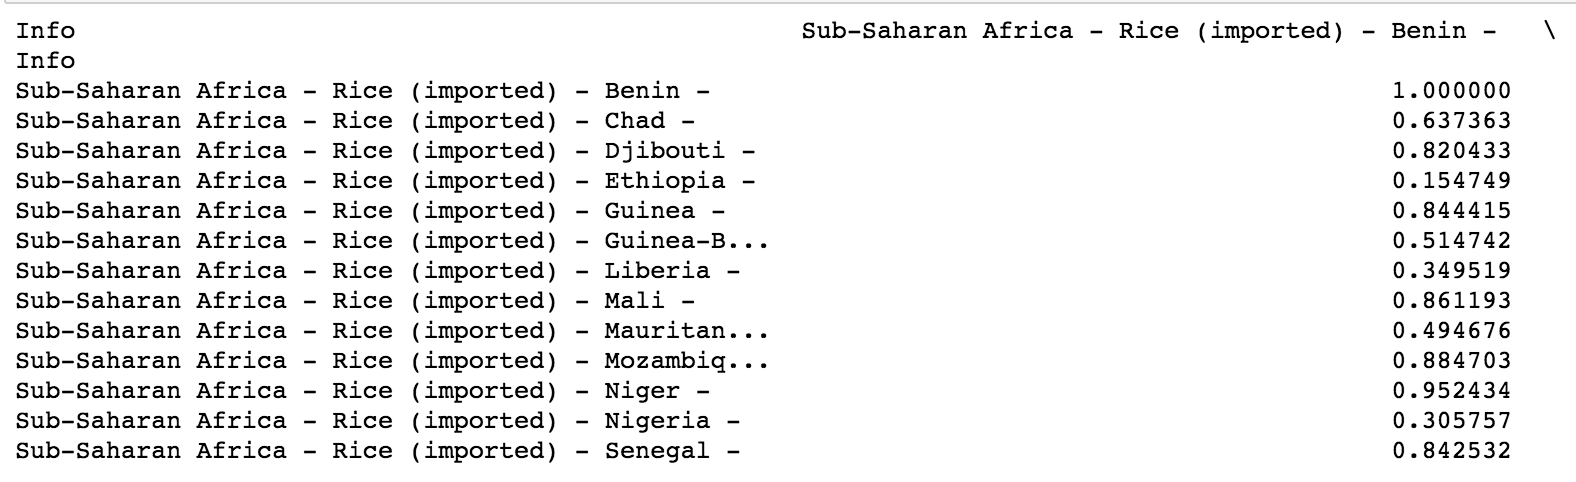 Info Sub-Saharan Africa - Rice (imported) - Benin - \
Info
Sub-Saharan Africa - Rice (imported) - Benin - 1.000000
Sub-Saharan Africa - Rice (imported) - Chad - 0.637363
Sub-Saharan Africa - Rice (imported) - Djibouti - 0.820433
Sub-Saharan Africa - Rice (imported) - Ethiopia - 0.154749
Sub-Saharan Africa - Rice (imported) - Guinea - 0.844415
Sub-Saharan Africa - Rice (imported) - Guinea-B... 0.514742
Sub-Saharan Africa - Rice (imported) - Liberia - 0.349519
Sub-Saharan Africa - Rice (imported) - Mali - 0.861193
Sub-Saharan Africa - Rice (imported) - Mauritan... 0.494676
Sub-Saharan Africa - Rice (imported) - Mozambiq... 0.884703
Sub-Saharan Africa - Rice (imported) - Niger - 0.952434
Sub-Saharan Africa - Rice (imported) - Nigeria - 0.305757
Sub-Saharan Africa - Rice (imported) - Senegal - 0.842532